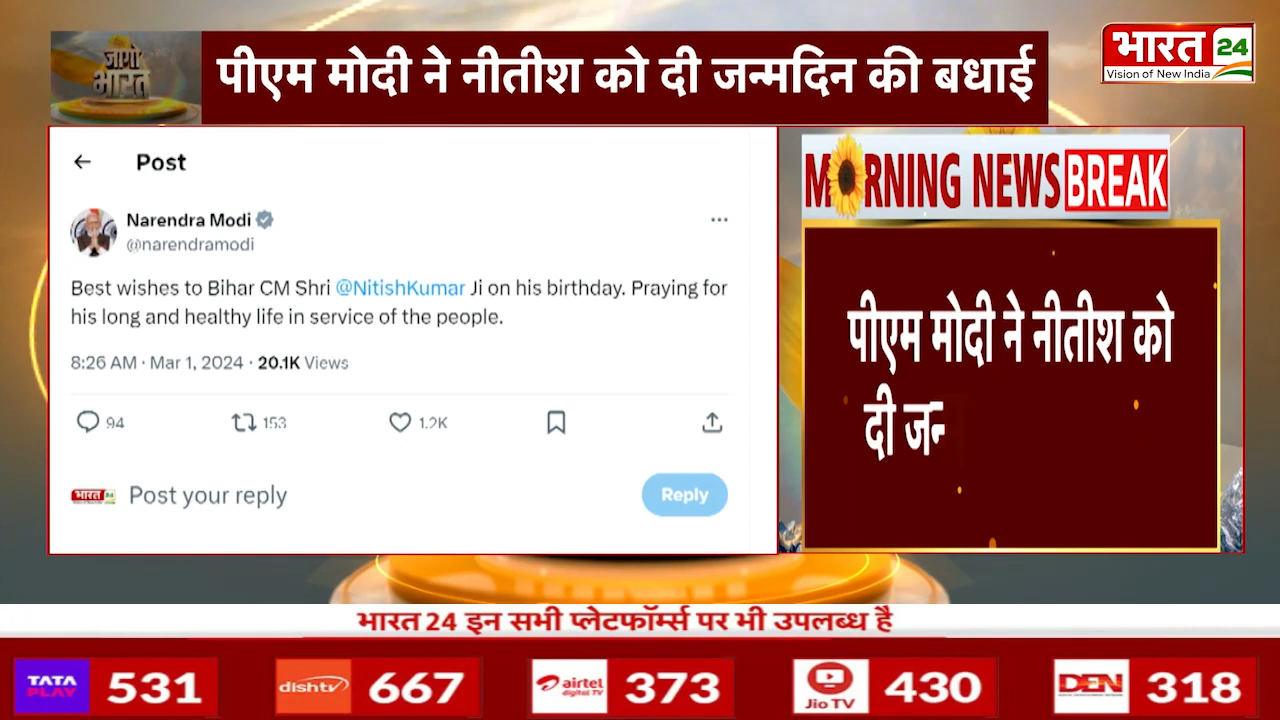 जागो
भारत
पीएम मोदी ने नीतीश को दी जन्मदिन की बधाई
भारत 24
Vision of New India
Post
Narendra Modi
@narendramodi
Best wishes to Bihar CM Shri @NitishKumar Ji on his birthday. Praying for
his long and healthy life in service of the people.
8:26 AM · Mar 1, 2024 · 20.1K Views
94 153 1.2K
भारत 24
Post your reply
Reply
MORNING NEWS BREAK
पीएम मोदी ने नीतीश को
दी जन
भारत 24 इन सभी प्लेटफॉर्म्स पर भी उपलब्ध है
TATA PLAY 531
dishtv 667
airtel digital TV 373
JioTV 430
DEN 318